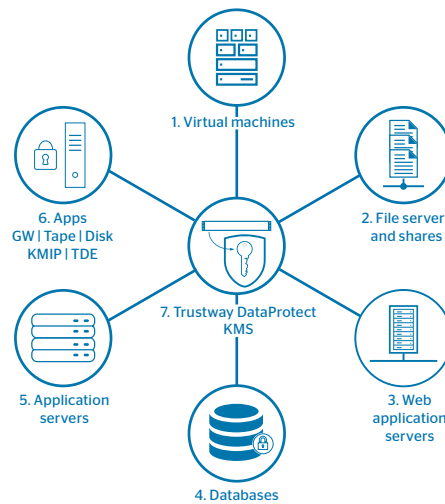 1. Virtual machines
6. Apps
GW | Tape | Disk
KMIP | TDE
2. File server
and shares
7. Trustway DataProtect
KMS
5. Application
servers
3. Web
application
servers
4. Databases